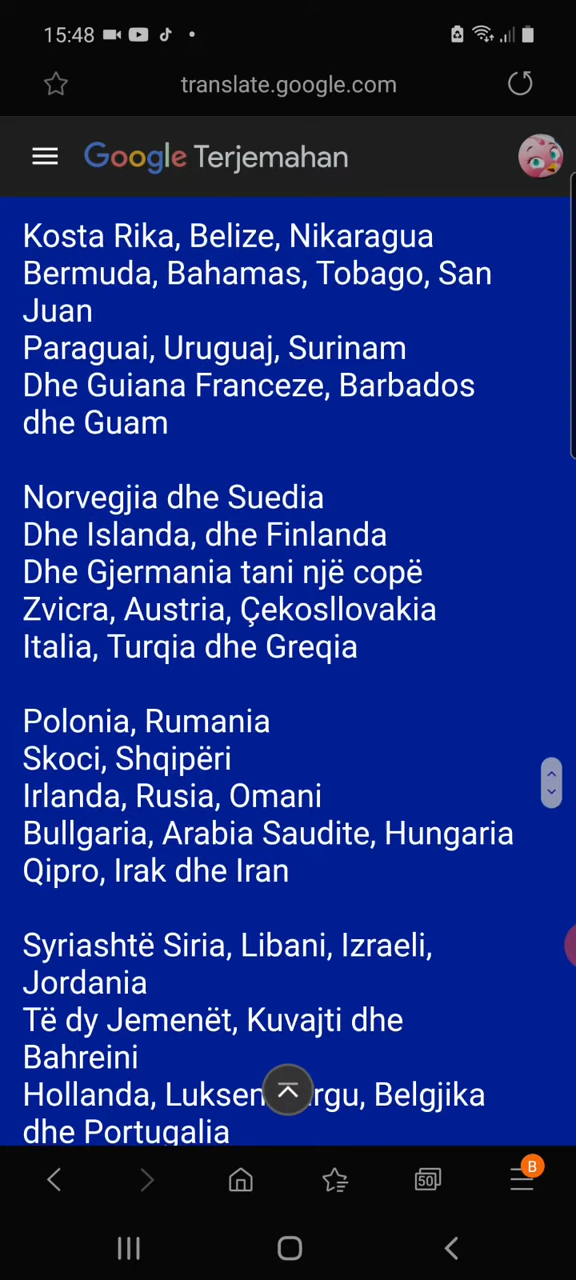 15:48
translate.google.com
Google Terjemahan
Kosta Rika, Belize, Nikaragua
Bermuda, Bahamas, Tobago, San
Juan
Paraguai, Uruguaj, Surinam
Dhe Guiana Franceze, Barbados
dhe Guam
Norvegjia dhe Suedia
Dhe Islanda, dhe Finlanda
Dhe Gjermania tani një copë
Zvicra, Austria, Çekosllovakia
Italia, Turqia dhe Greqia
Polonia, Rumania
Skoci, Shqipëri
Irlanda, Rusia, Omani
Bullgaria, Arabia Saudite, Hungaria
Qipro, Irak dhe Iran
Syriashtë Siria, Libani, Izraeli,
Jordania
Të dy Jemenët, Kuvajti dhe
Bahreini
Hollanda, Belgjika
dhe Portugalia
50
B